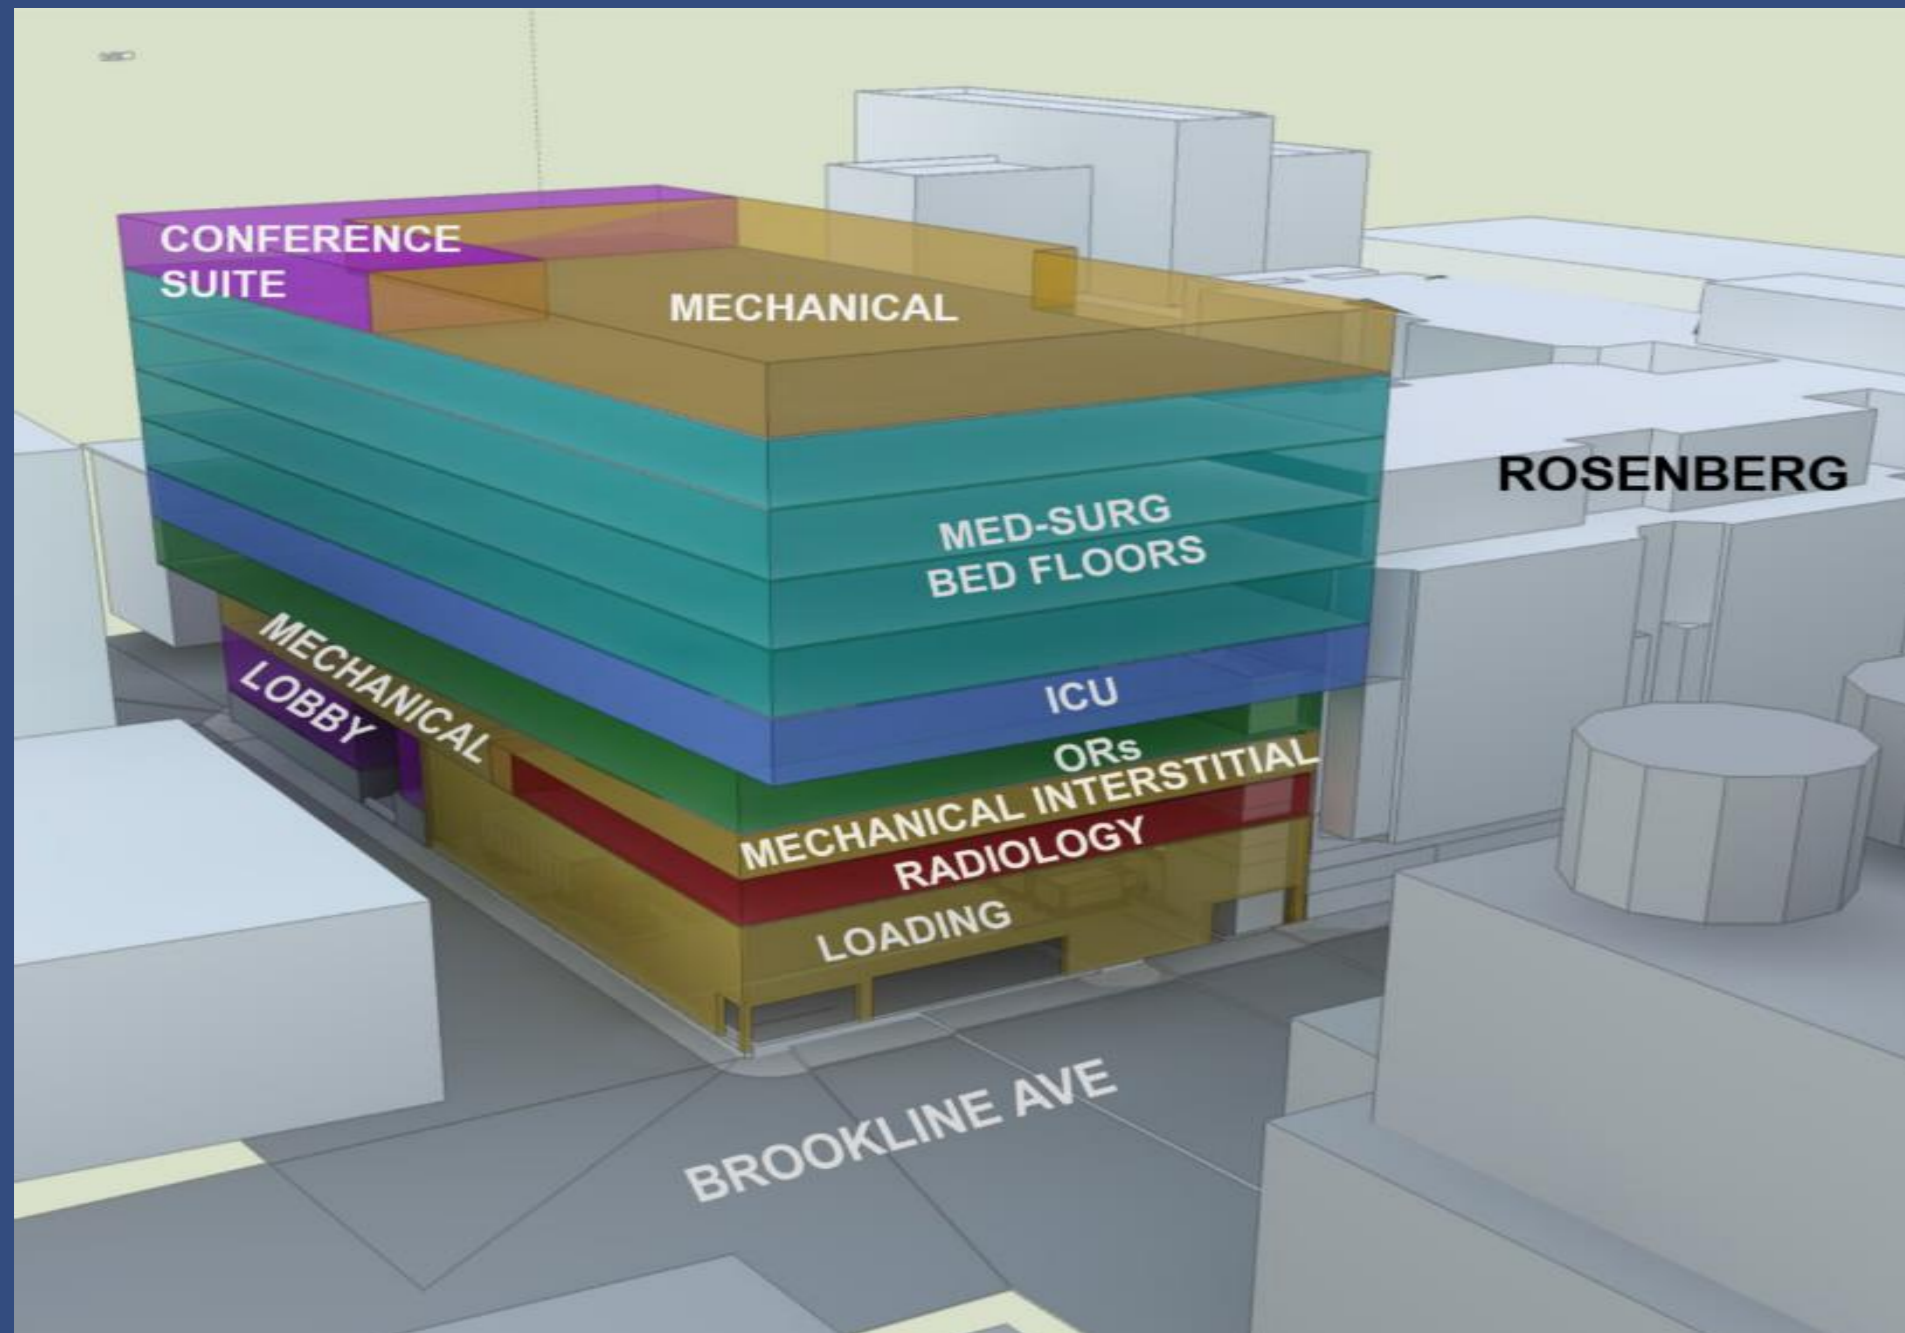 CONFERENCE
SUITE
MECHANICAL
ROSENBERG
MED-SURG
BED FLOORS
MECHANICAL
LOBBY
ICU
ORs
MECHANICAL INTERSTITIAL
RADIOLOGY
LOADING
BROOKLINE AVE